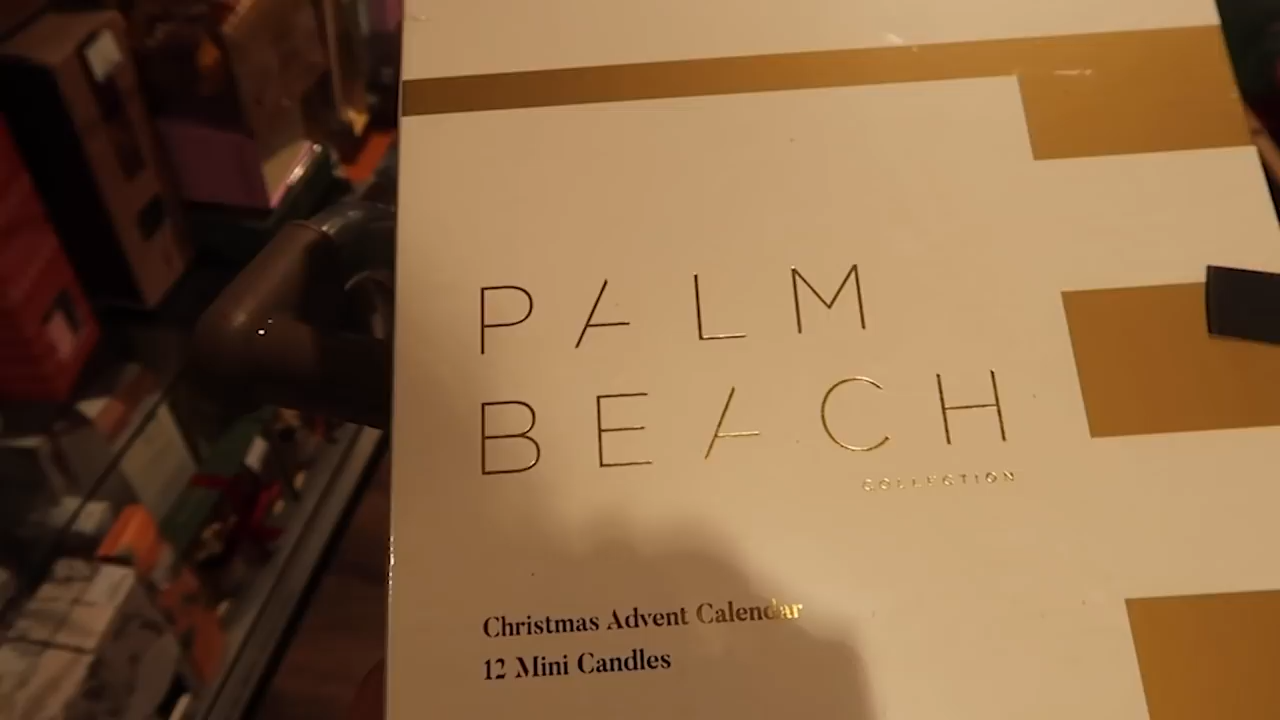 PALM
BEACH
COLLECTION
Christmas Advent Calendar
12 Mini Candles